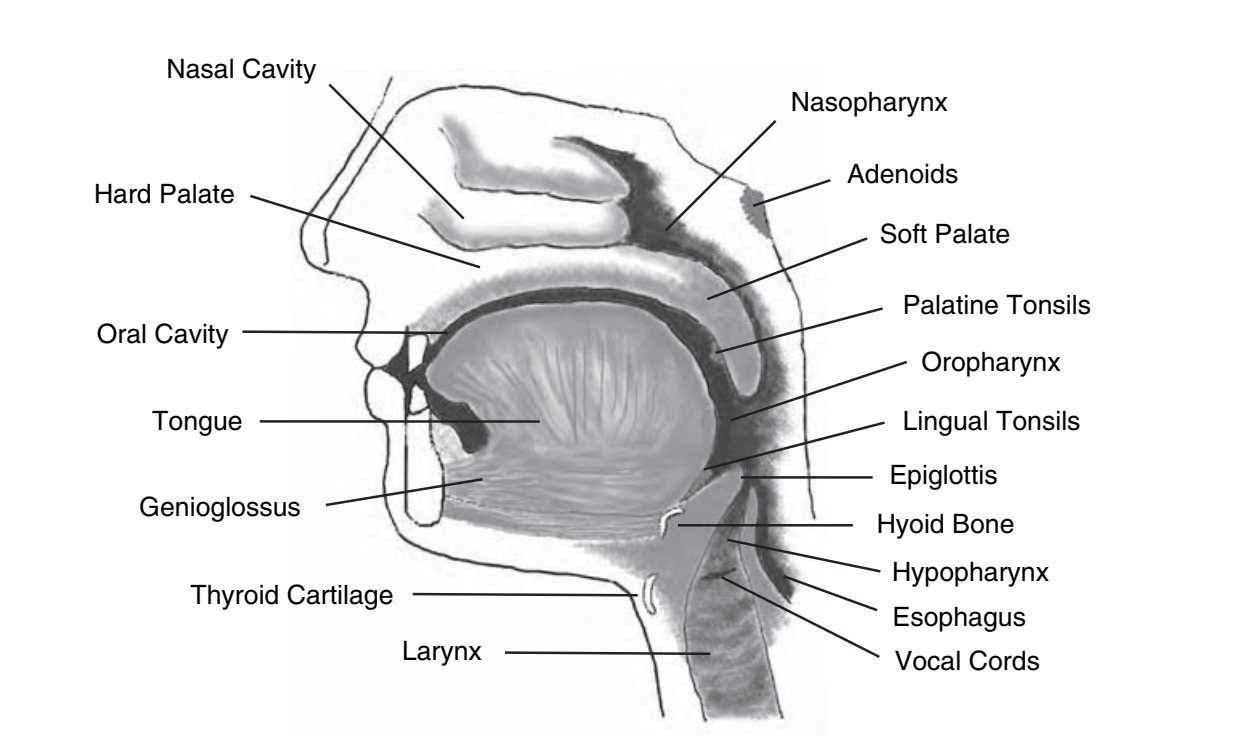 Nasal Cavity
Nasopharynx
Adenoids
Hard Palate
Soft Palate
Palatine Tonsils
Oral Cavity
Oropharynx
Tongue
Lingual Tonsils
Epiglottis
Genioglossus
Hyoid Bone
Hypopharynx
Thyroid Cartilage
Esophagus
Larynx
Vocal Cords